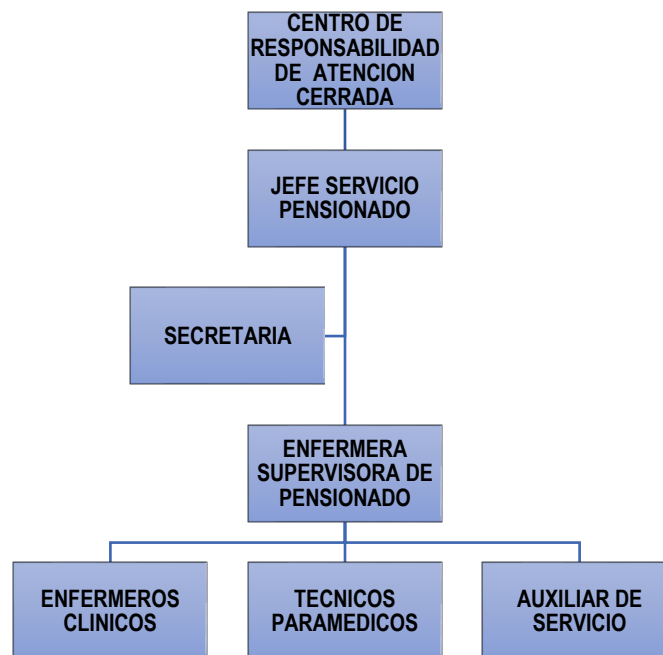 CENTRO DE
RESPONSABILIDAD
DE ATENCION
CERRADA
JEFE SERVICIO
PENSIONADO
SECRETARIA
ENFERMERA
SUPERVISORA DE
PENSIONADO
ENFERMEROS
CLINICOS
TECNICOS
PARAMEDICOS
AUXILIAR DE
SERVICIO